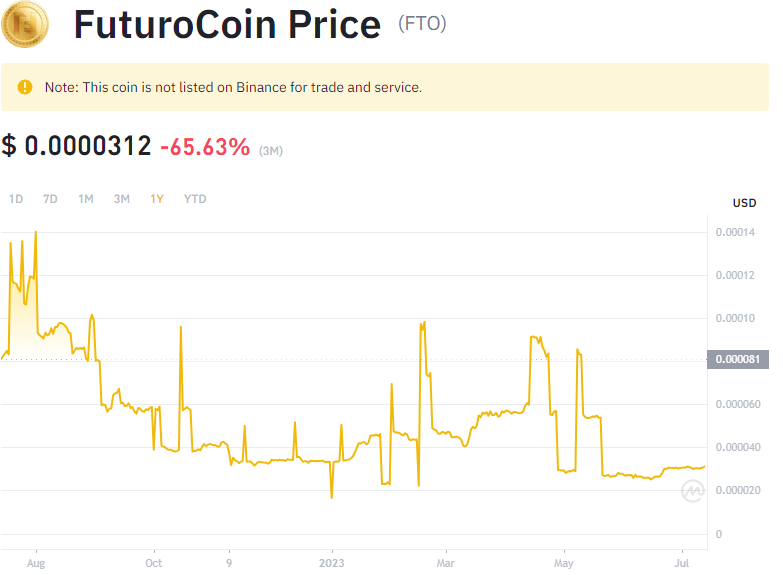 FuturoCoin Price (FTO)
Note: This coin is not listed on Binance for trade and service.
$ 0.0000312 -65.63% (3M)
1D 7D 1M 3M 1Y YTD
USD
0.00014
0.00012
0.00010
0.000081
0.000060
0.000040
0.000020
0
Aug Oct 9 2023 Mar May Jul